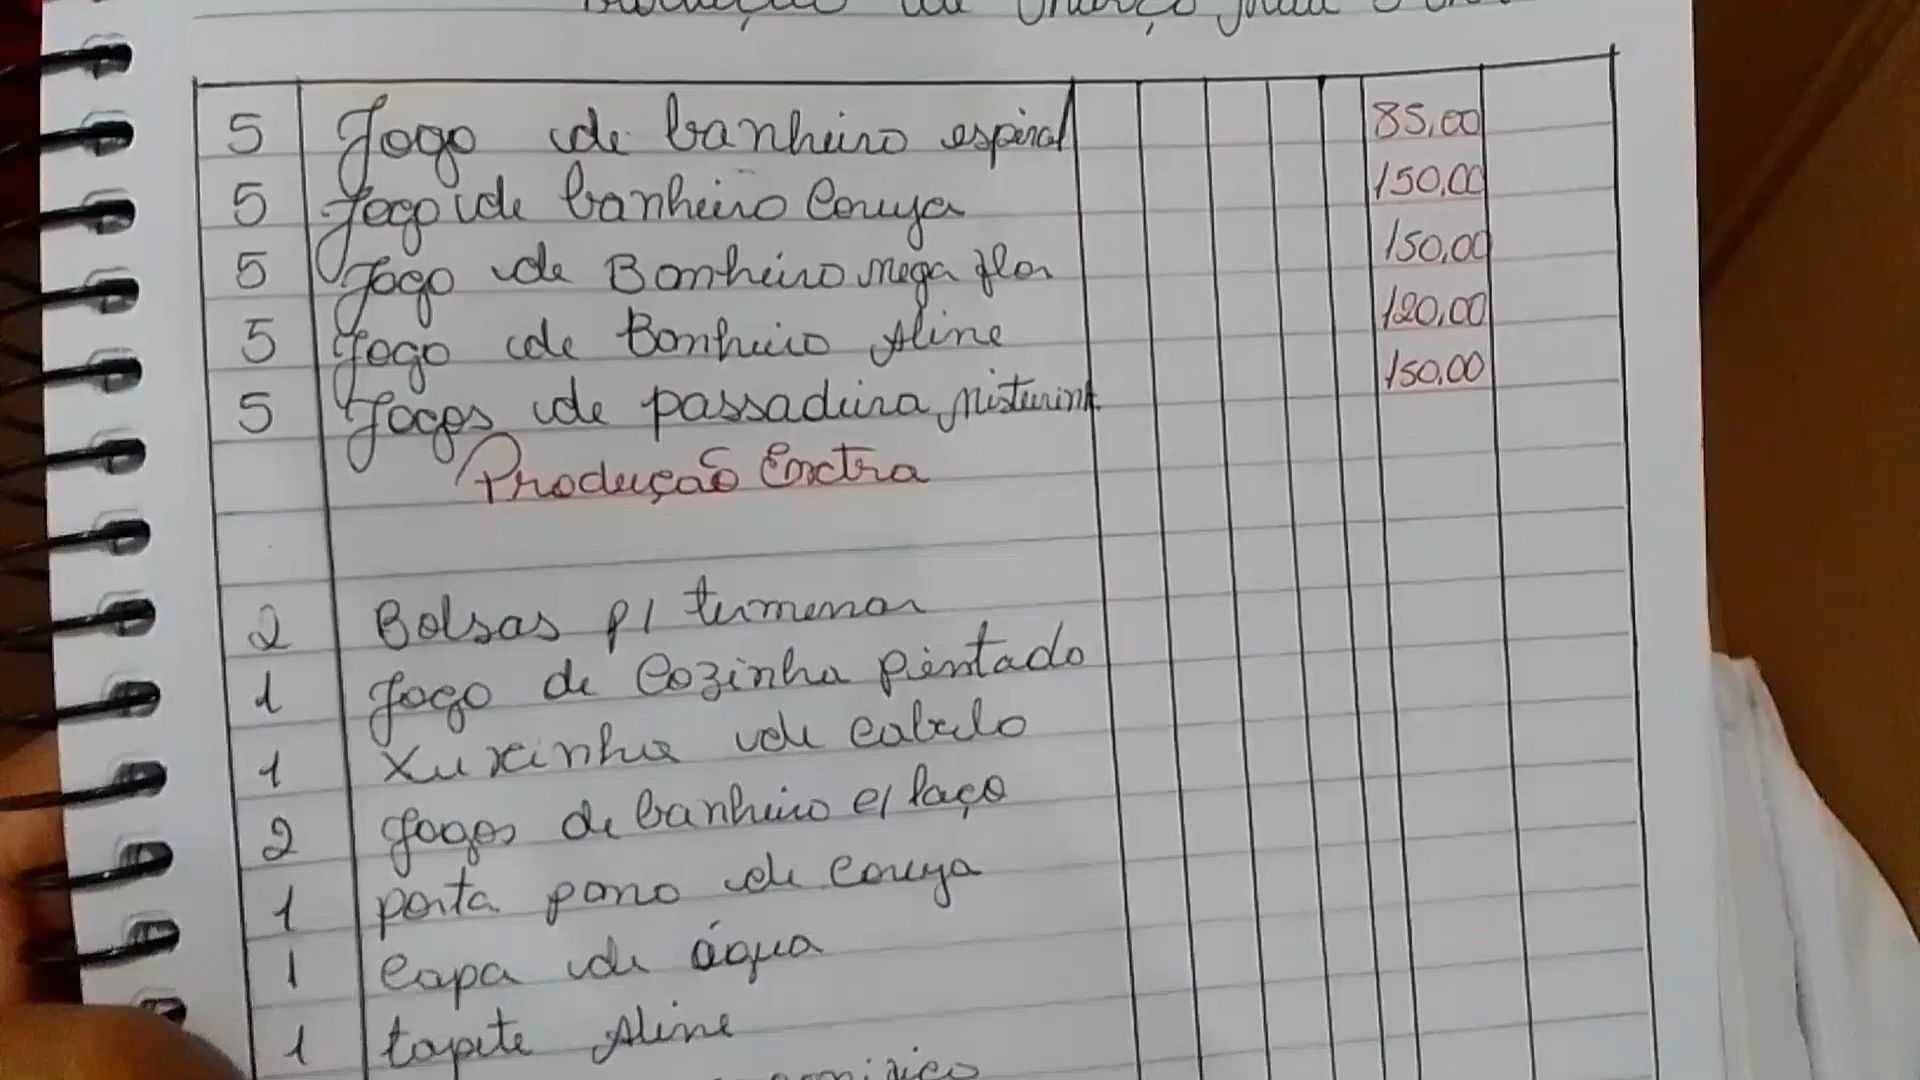 5 Jogo de banheiro espiral 85,00
5 Jogo de banheiro Coruja 150,00
5 Jogo de Banheiro mega flor 150,00
5 Jogo de Banheiro Aline 120,00
5 Jogos de passadeira, misturinh 150,00
Produção Exctra
2 Bolsas p/ terminar
1 Jogo de Cozinha pintado
1 Xuxinha de cabelo
2 Jogos de banheiro c/ laço
1 porta pano de coruja
1 capa de água
1 tapete Aline